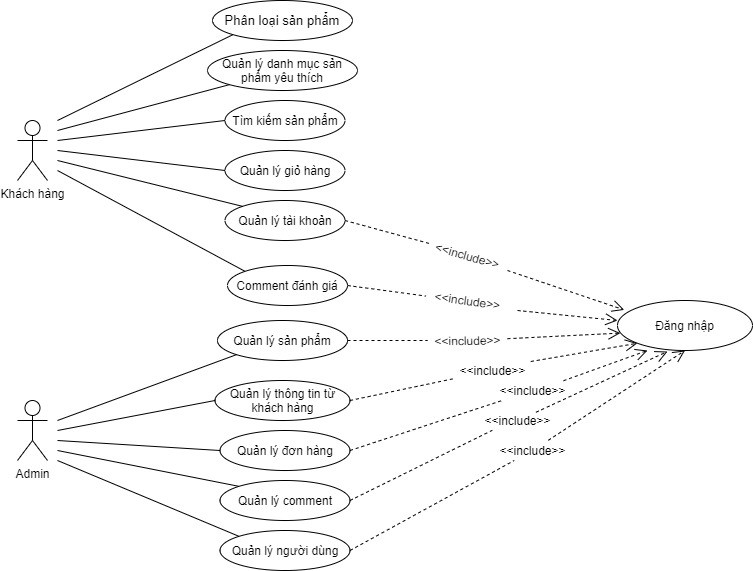 Phân loại sản phẩm
Quản lý danh mục sản
phẩm yêu thích
Tìm kiếm sản phẩm
Quản lý giỏ hàng
Khách hàng
Quản lý tài khoản
<<include>>
Comment đánh giá
<<include>>
Đăng nhập
Quản lý sản phẩm
<<include>>
<<include>>
Quản lý thông tin từ
khách hàng
<<include>>
<<include>>
Quản lý đơn hàng
<<include>>
Admin
Quản lý comment
Quản lý người dùng